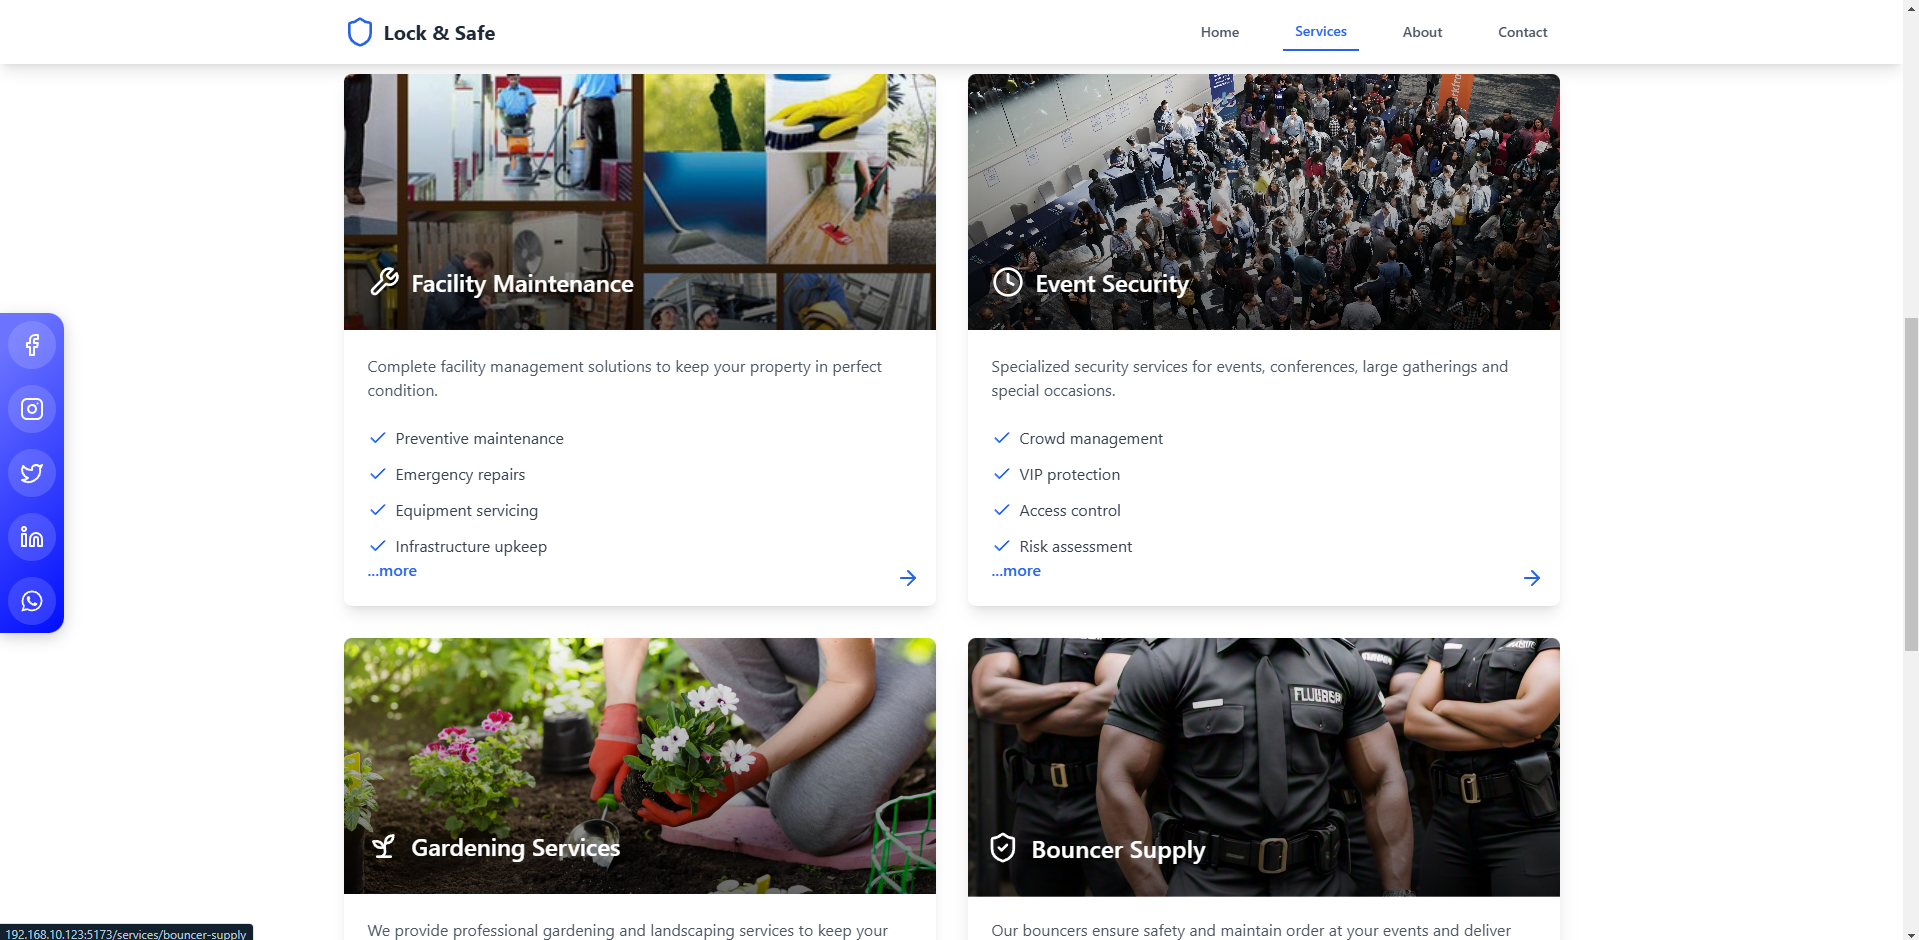 Lock & Safe
Home
Services
About
Contact
Facility Maintenance
Complete facility management solutions to keep your property in perfect
condition.
Preventive maintenance
Emergency repairs
Equipment servicing
Infrastructure upkeep
...more
Event Security
Specialized security services for events, conferences, large gatherings and
special occasions.
Crowd management
VIP protection
Access control
Risk assessment
...more
Gardening Services
We provide professional gardening and landscaping services to keep your
Bouncer Supply
Our bouncers ensure safety and maintain order at your events and deliver
192.168.10.123:5173/services/bouncer-supply